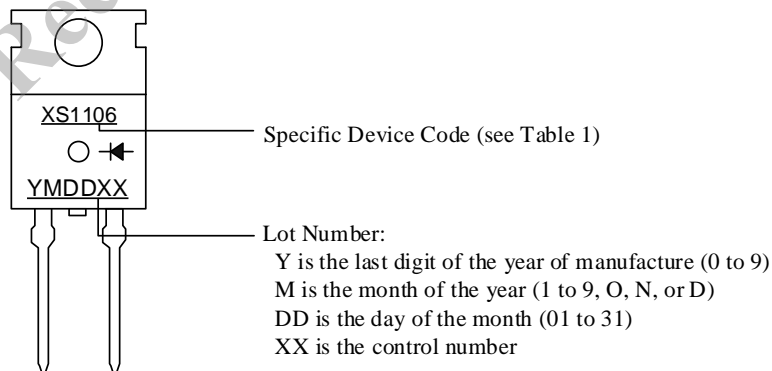 XS1106
Specific Device Code (see Table 1)
YMDDXX
Lot Number:
Y is the last digit of the year of manufacture (0 to 9)
M is the month of the year (1 to 9, O, N, or D)
DD is the day of the month (01 to 31)
XX is the control number